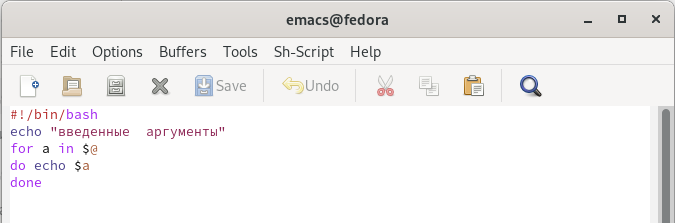 emacs@fedora
File Edit Options Buffers Tools Sh-Script Help
Save Undo
#!/bin/bash
echo "введенные  аргументы"
for a in $@
do echo $a
done